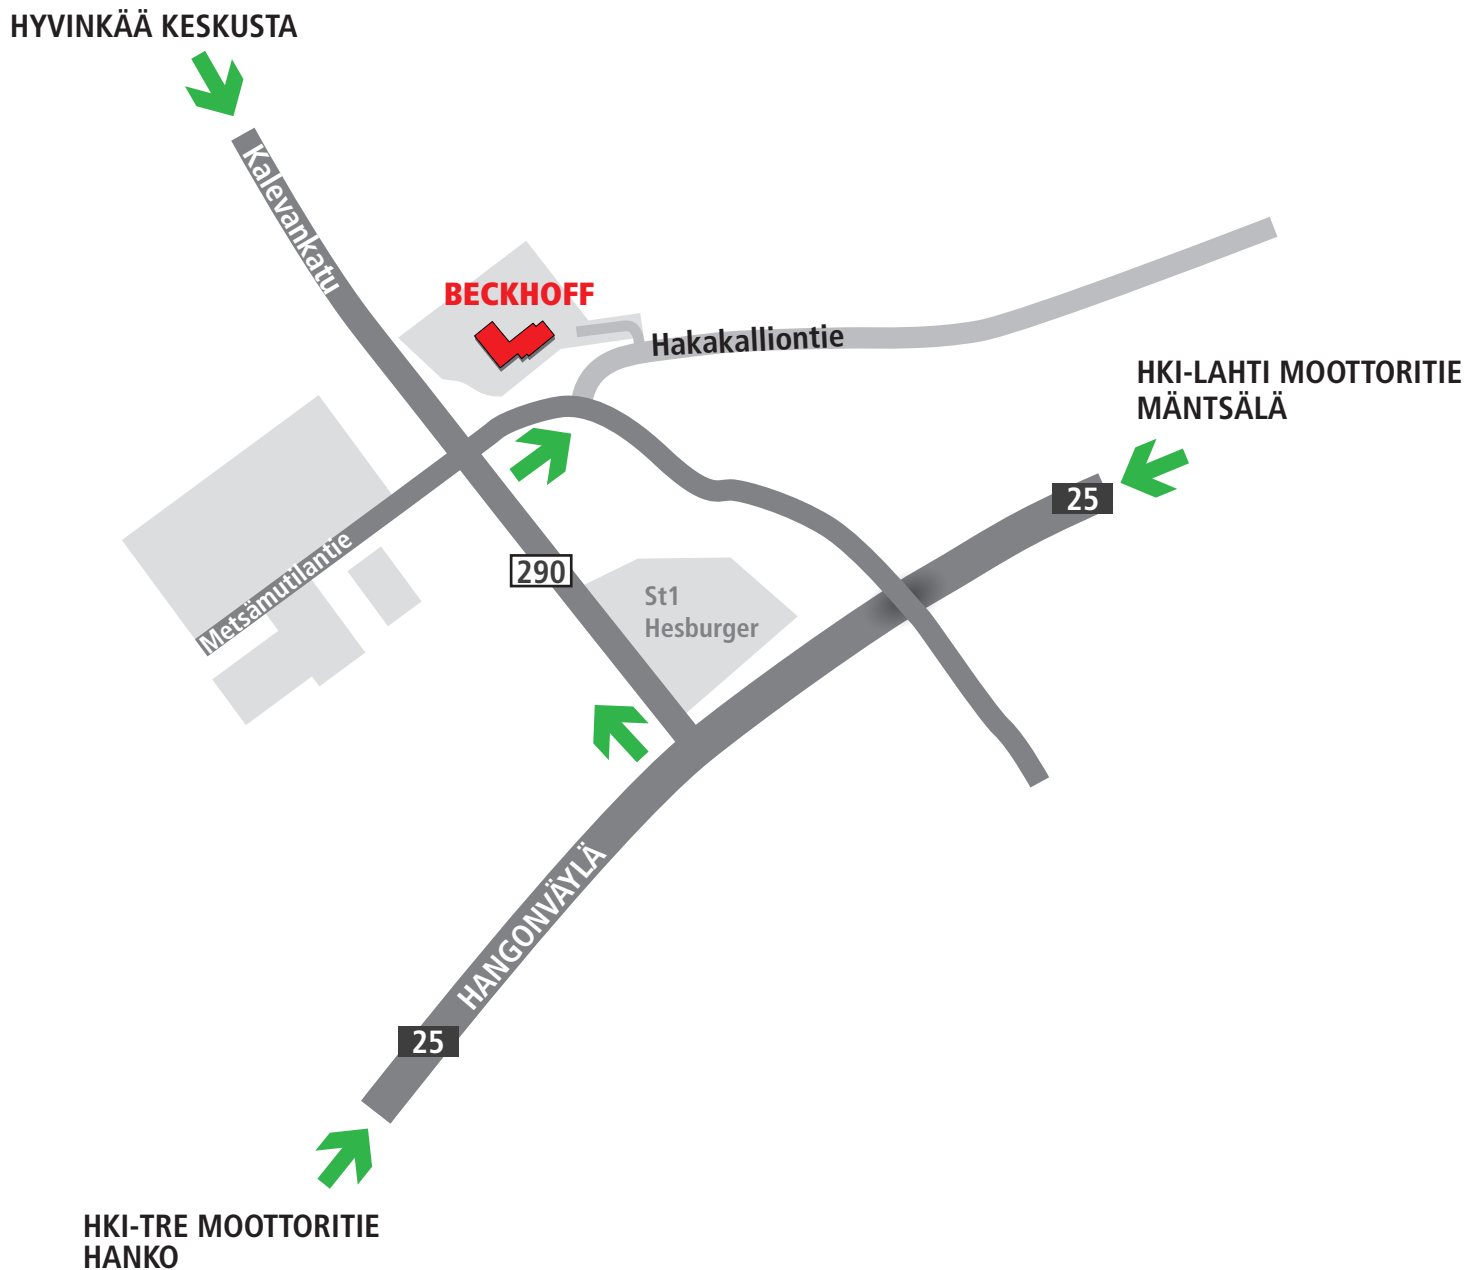 HYVINKÄÄ KESKUSTA
Kalevankatu
BECKHOFF
Hakakalliontie
HKI-LAHTI MOOTTORITIE
MÄNTSÄLÄ
25
290
Metsämutilantie
St1
Hesburger
HANGONVÄYLÄ
25
HKI-TRE MOOTTORITIE
HANKO